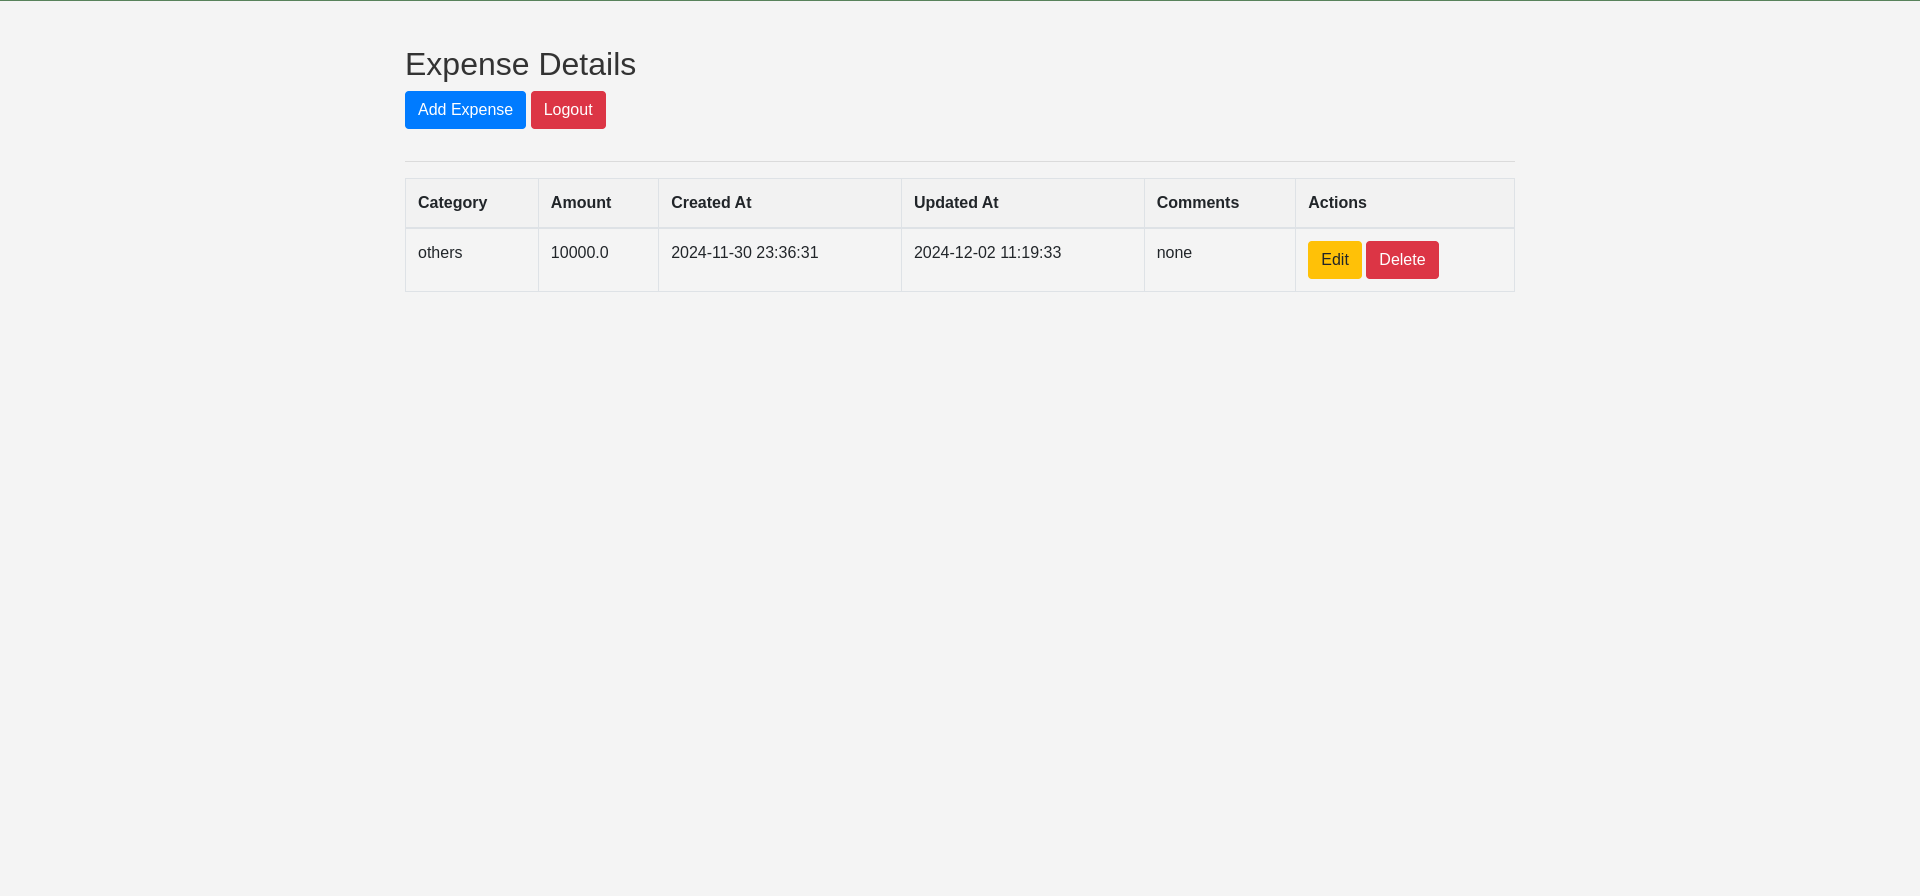 Expense Details
Add Expense Logout
Category Amount Created At Updated At Comments Actions
others 10000.0 2024-11-30 23:36:31 2024-12-02 11:19:33 none Edit Delete